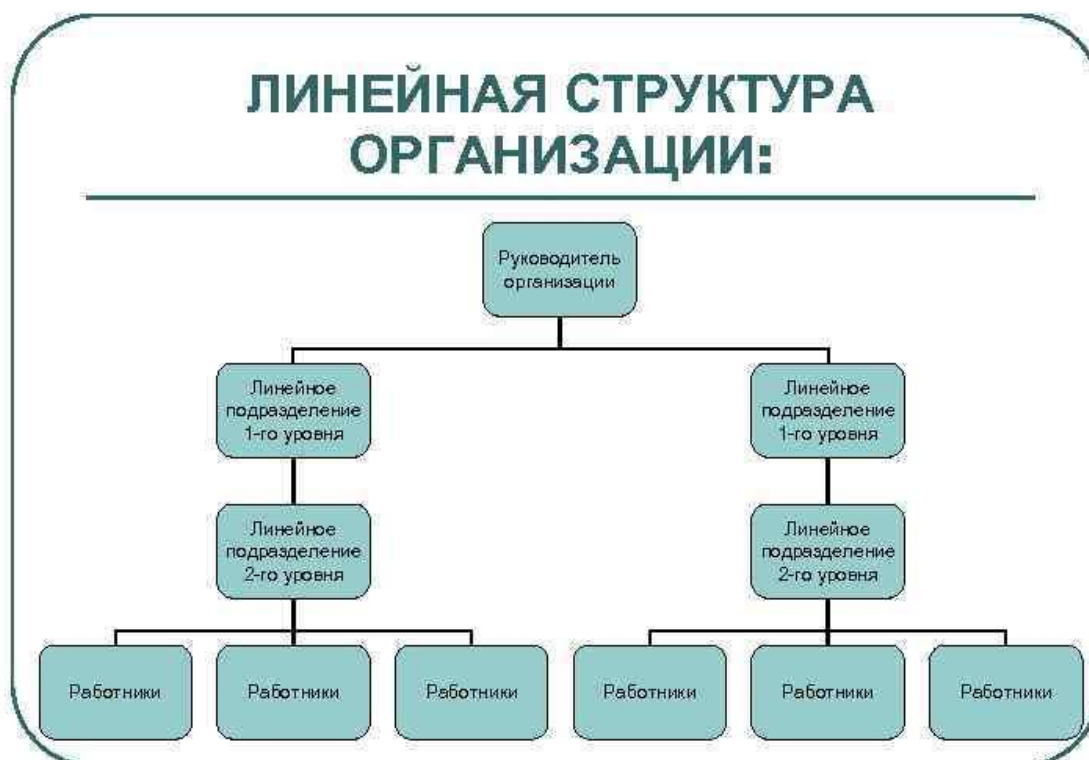 ЛИНЕЙНАЯ СТРУКТУРА
ОРГАНИЗАЦИИ:
Руководитель
организации
Линейное
подразделение
1-го уровня
Линейное
подразделение
1-го уровня
Линейное
подразделение
2-го уровня
Линейное
подразделение
2-го уровня
Работники
Работники
Работники
Работники
Работники
Работники